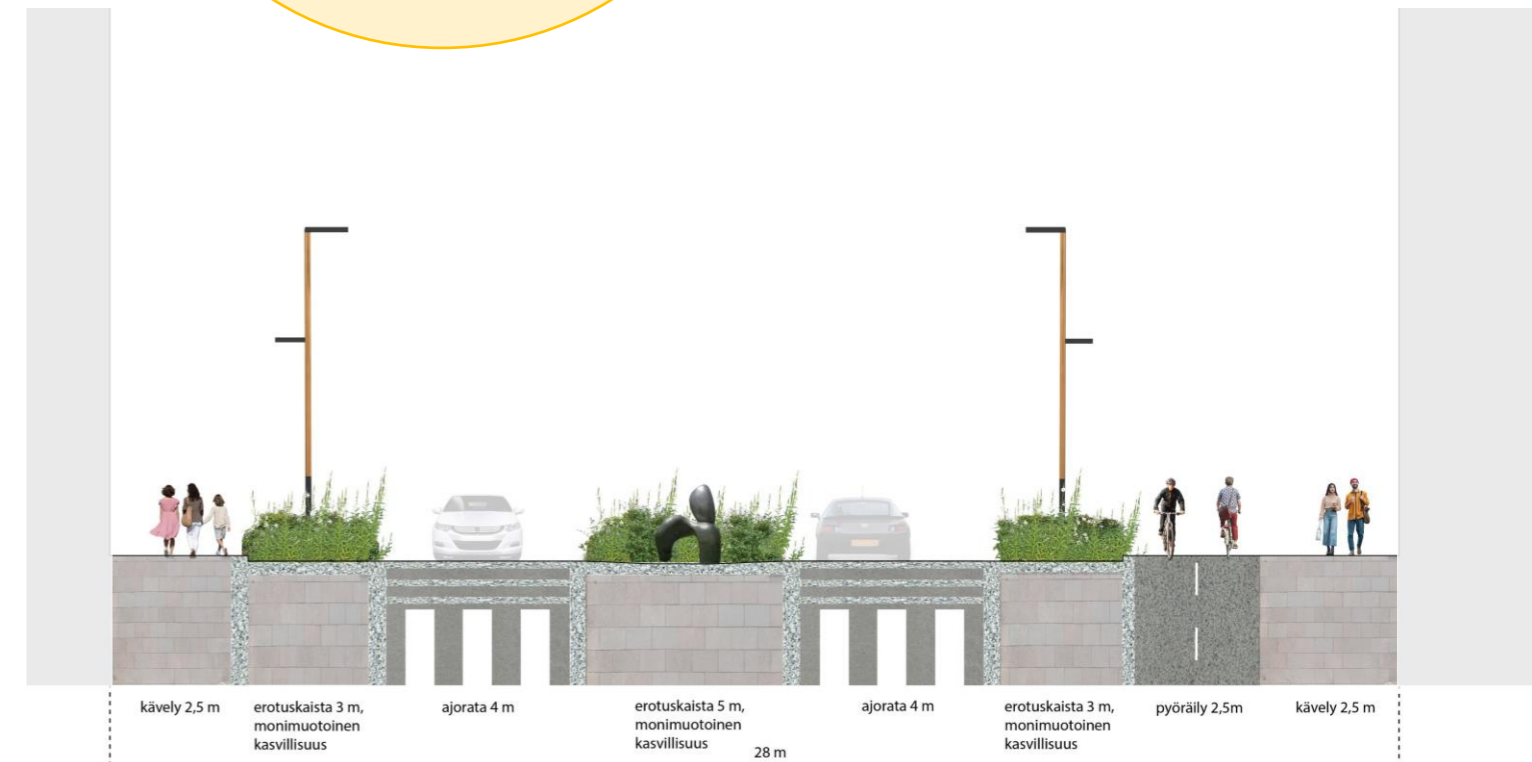 kävely 2,5 m
erotuskaista 3 m,
monimuotoinen
kasvillisuus
ajorata 4 m
erotuskaista 5 m,
monimuotoinen
kasvillisuus
28 m
ajorata 4 m
erotuskaista 3 m,
monimuotoinen
kasvillisuus
pyöräily 2,5m
kävely 2,5 m